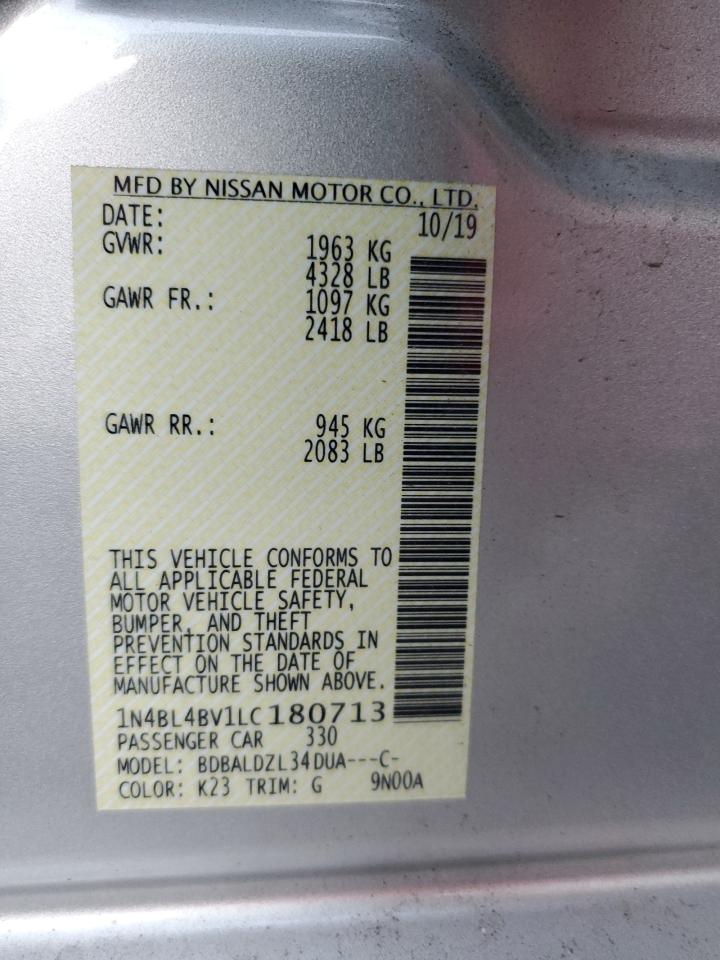 MFD BY NISSAN MOTOR CO., LTD.
DATE: 10/19
GVWR: 1963 KG
4328 LB
GAWR FR.: 1097 KG
2418 LB
GAWR RR.: 945 KG
2083 LB
THIS VEHICLE CONFORMS TO
ALL APPLICABLE FEDERAL
MOTOR VEHICLE SAFETY,
BUMPER, AND THEFT
PREVENTION STANDARDS IN
EFFECT ON THE DATE OF
MANUFACTURE SHOWN ABOVE.
1N4BL4BV1LC180713
PASSENGER CAR 330
MODEL: BDBALDZL34DUA---C-
COLOR: K23 TRIM: G 9N00A